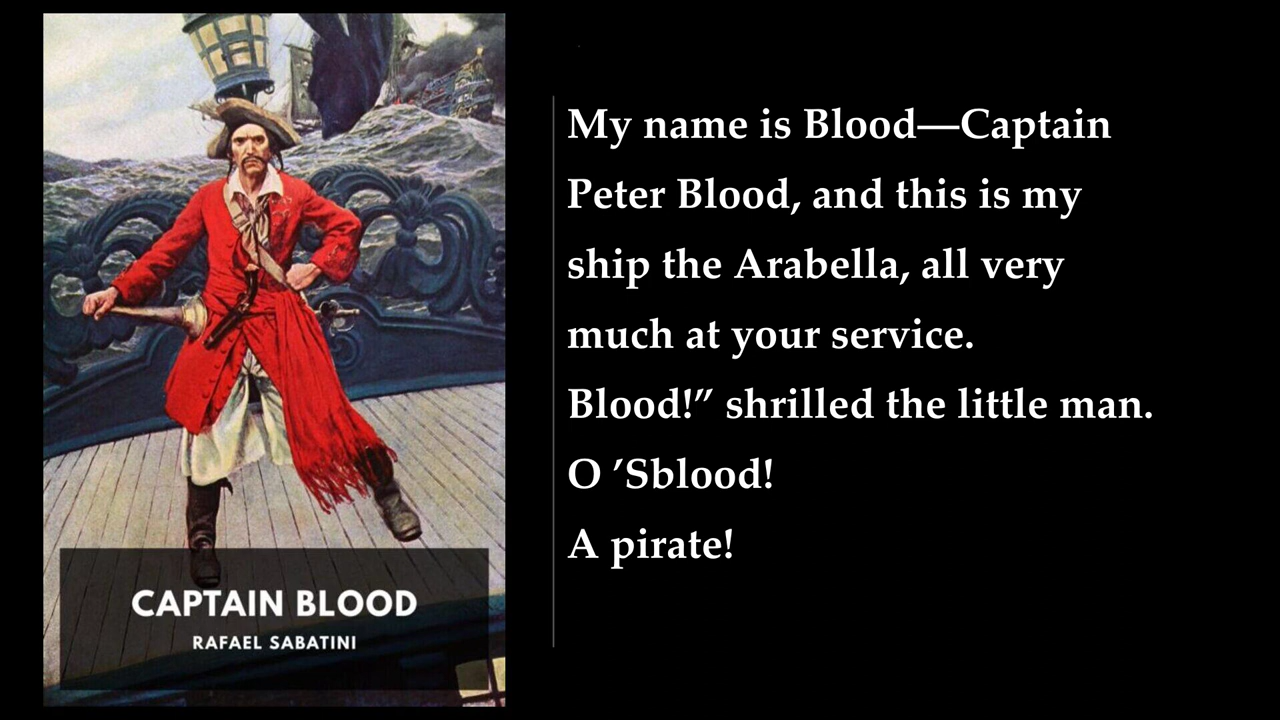 CAPTAIN BLOOD
RAFAEL SABATINI
My name is Blood—Captain
Peter Blood, and this is my
ship the Arabella, all very
much at your service.
Blood!” shrilled the little man.
O ’Sblood!
A pirate!